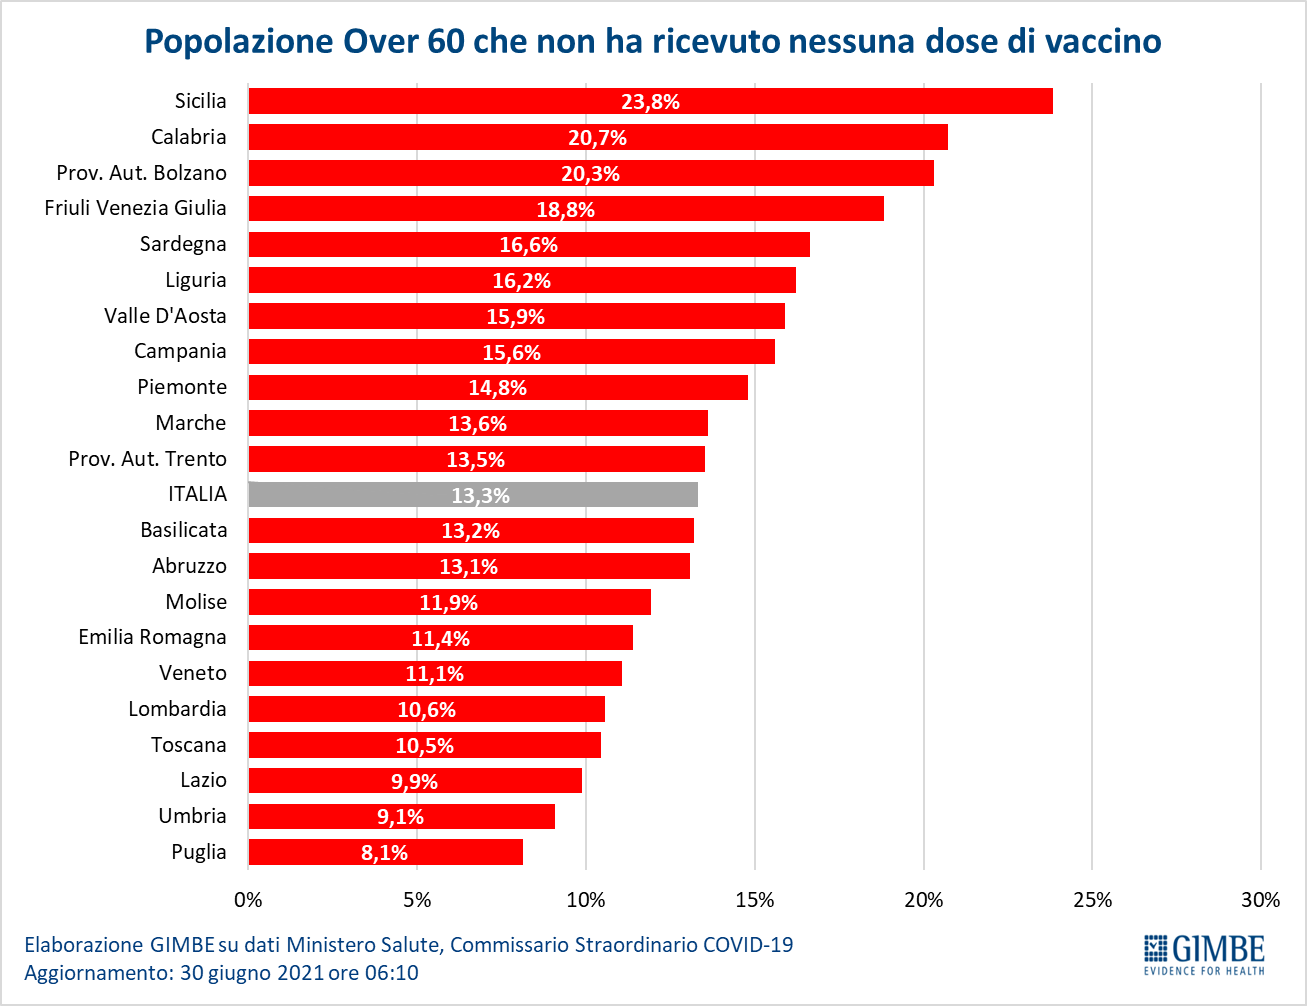 Popolazione Over 60 che non ha ricevuto nessuna dose di vaccino
Sicilia 23,8%
Calabria 20,7%
Prov. Aut. Bolzano 20,3%
Friuli Venezia Giulia 18,8%
Sardegna 16,6%
Liguria 16,2%
Valle D'Aosta 15,9%
Campania 15,6%
Piemonte 14,8%
Marche 13,6%
Prov. Aut. Trento 13,5%
ITALIA 13,3%
Basilicata 13,2%
Abruzzo 13,1%
Molise 11,9%
Emilia Romagna 11,4%
Veneto 11,1%
Lombardia 10,6%
Toscana 10,5%
Lazio 9,9%
Umbria 9,1%
Puglia 8,1%
0% 5% 10% 15% 20% 25% 30%
Elaborazione GIMBE su dati Ministero Salute, Commissario Straordinario COVID-19
Aggiornamento: 30 giugno 2021 ore 06:10
GIMBE
EVIDENCE FOR HEALTH